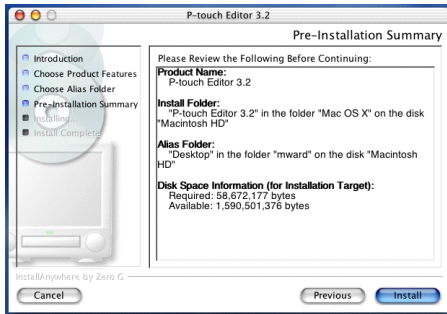 P-touch Editor 3.2
Pre-Installation Summary
Introduction
Choose Product Features
Choose Alias Folder
Pre-Installation Summary
Installing...
Install Complete
Please Review the Following Before Continuing:
Product Name:
P-touch Editor 3.2
Install Folder:
"P-touch Editor 3.2" in the folder "Mac OS X" on the disk
"Macintosh HD"
Alias Folder:
"Desktop" in the folder "mward" on the disk "Macintosh
HD"
Disk Space Information (for Installation Target):
Required: 58,672,177 bytes
Available: 1,590,501,376 bytes
InstallAnywhere by Zero G
Cancel
Previous
Install